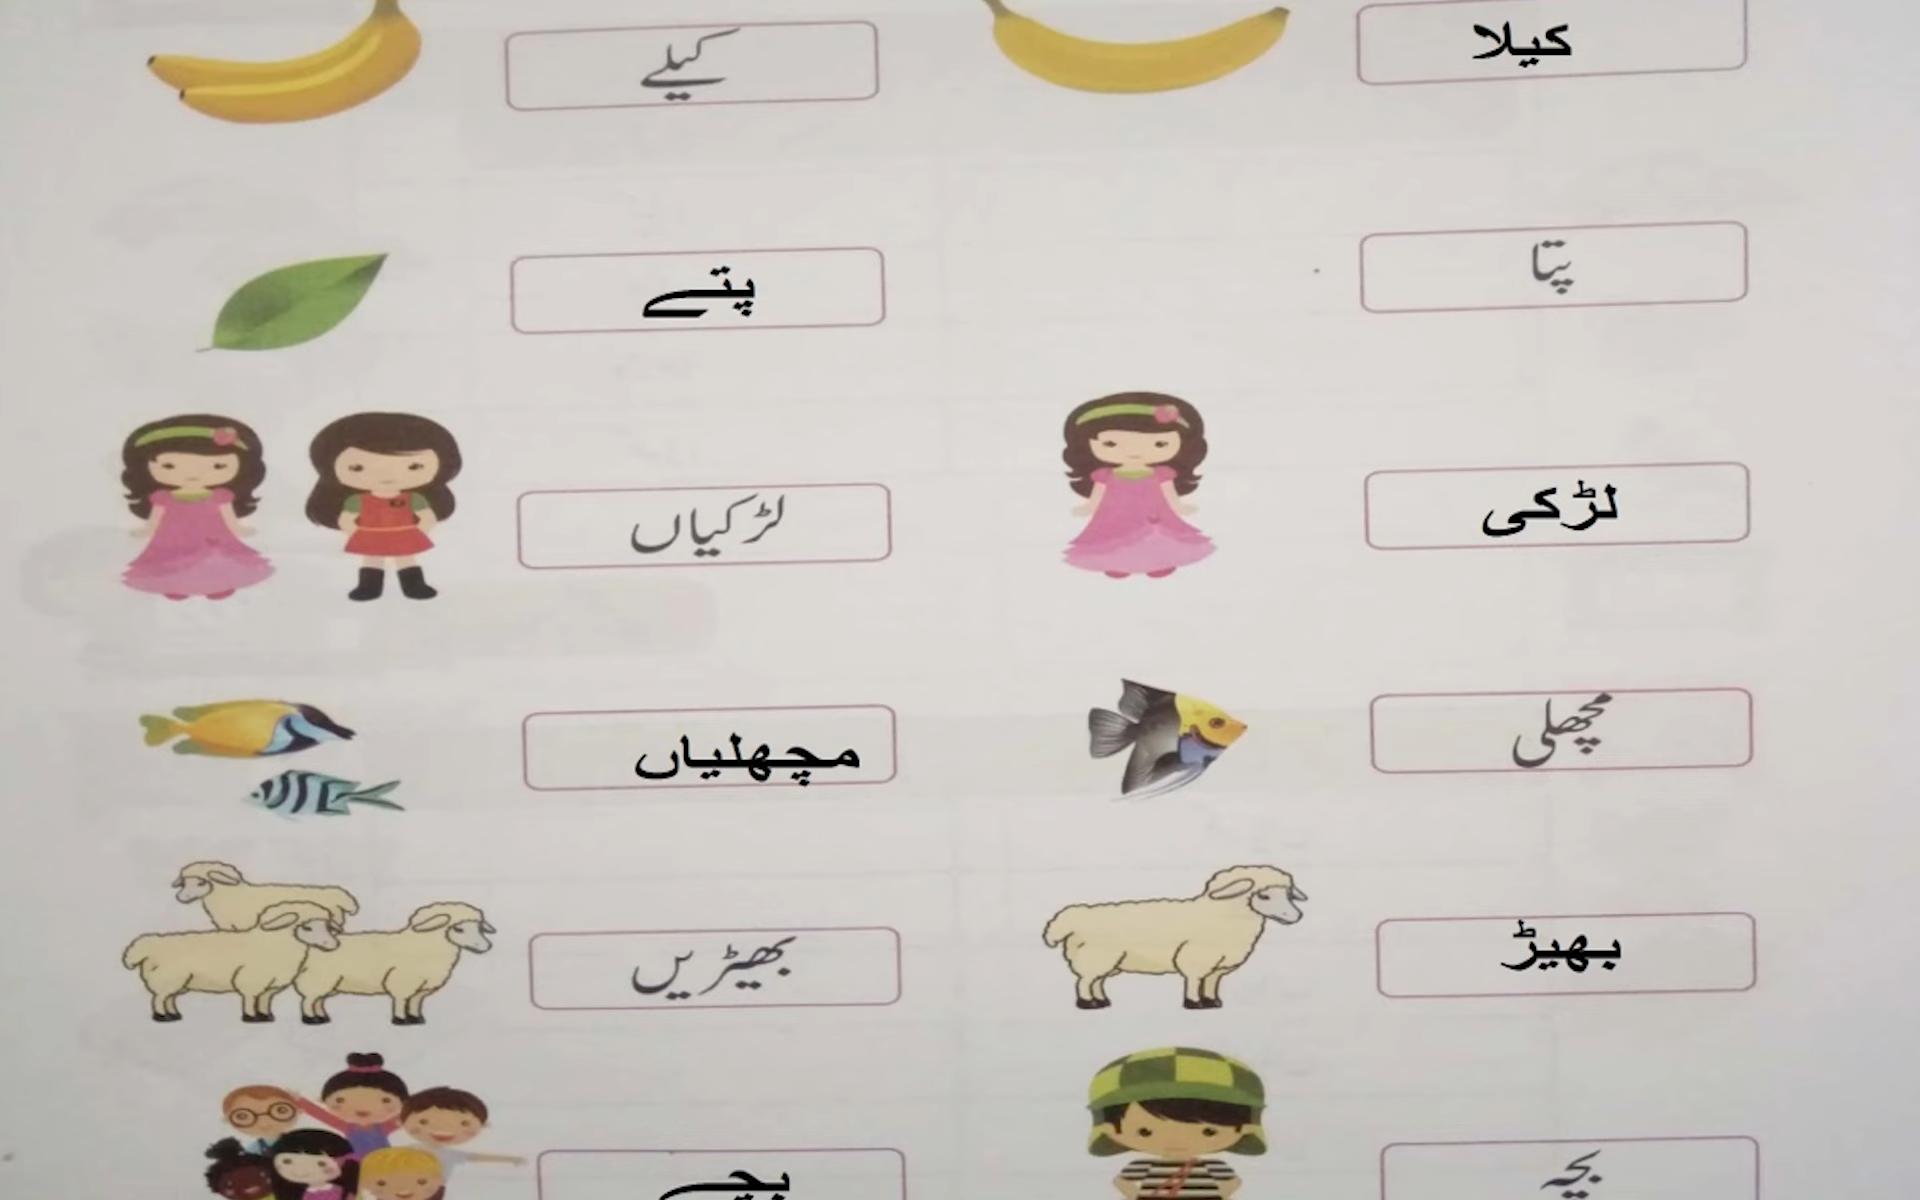 کیلا کیلے
پتا پتے
لڑکی لڑکیاں
مچھلی مچھلیاں
بھیڑ بھیڑیں
بچہ بچے